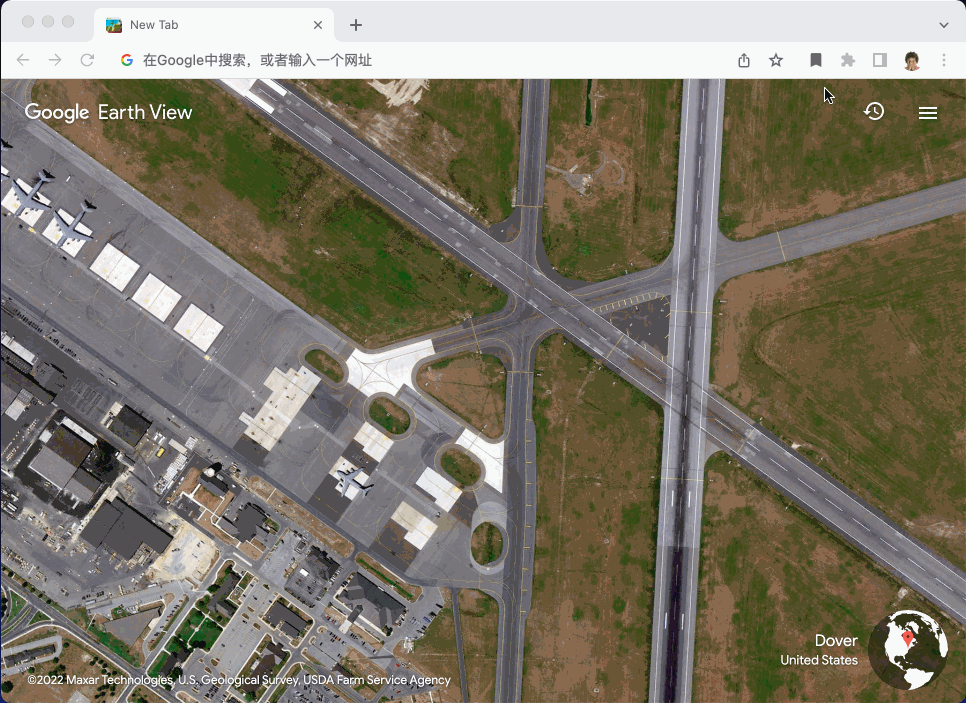 New Tab
在Google中搜索，或者输入一个网址
Google Earth View
Dover
United States
©2022 Maxar Technologies, U.S. Geological Survey, USDA Farm Service Agency